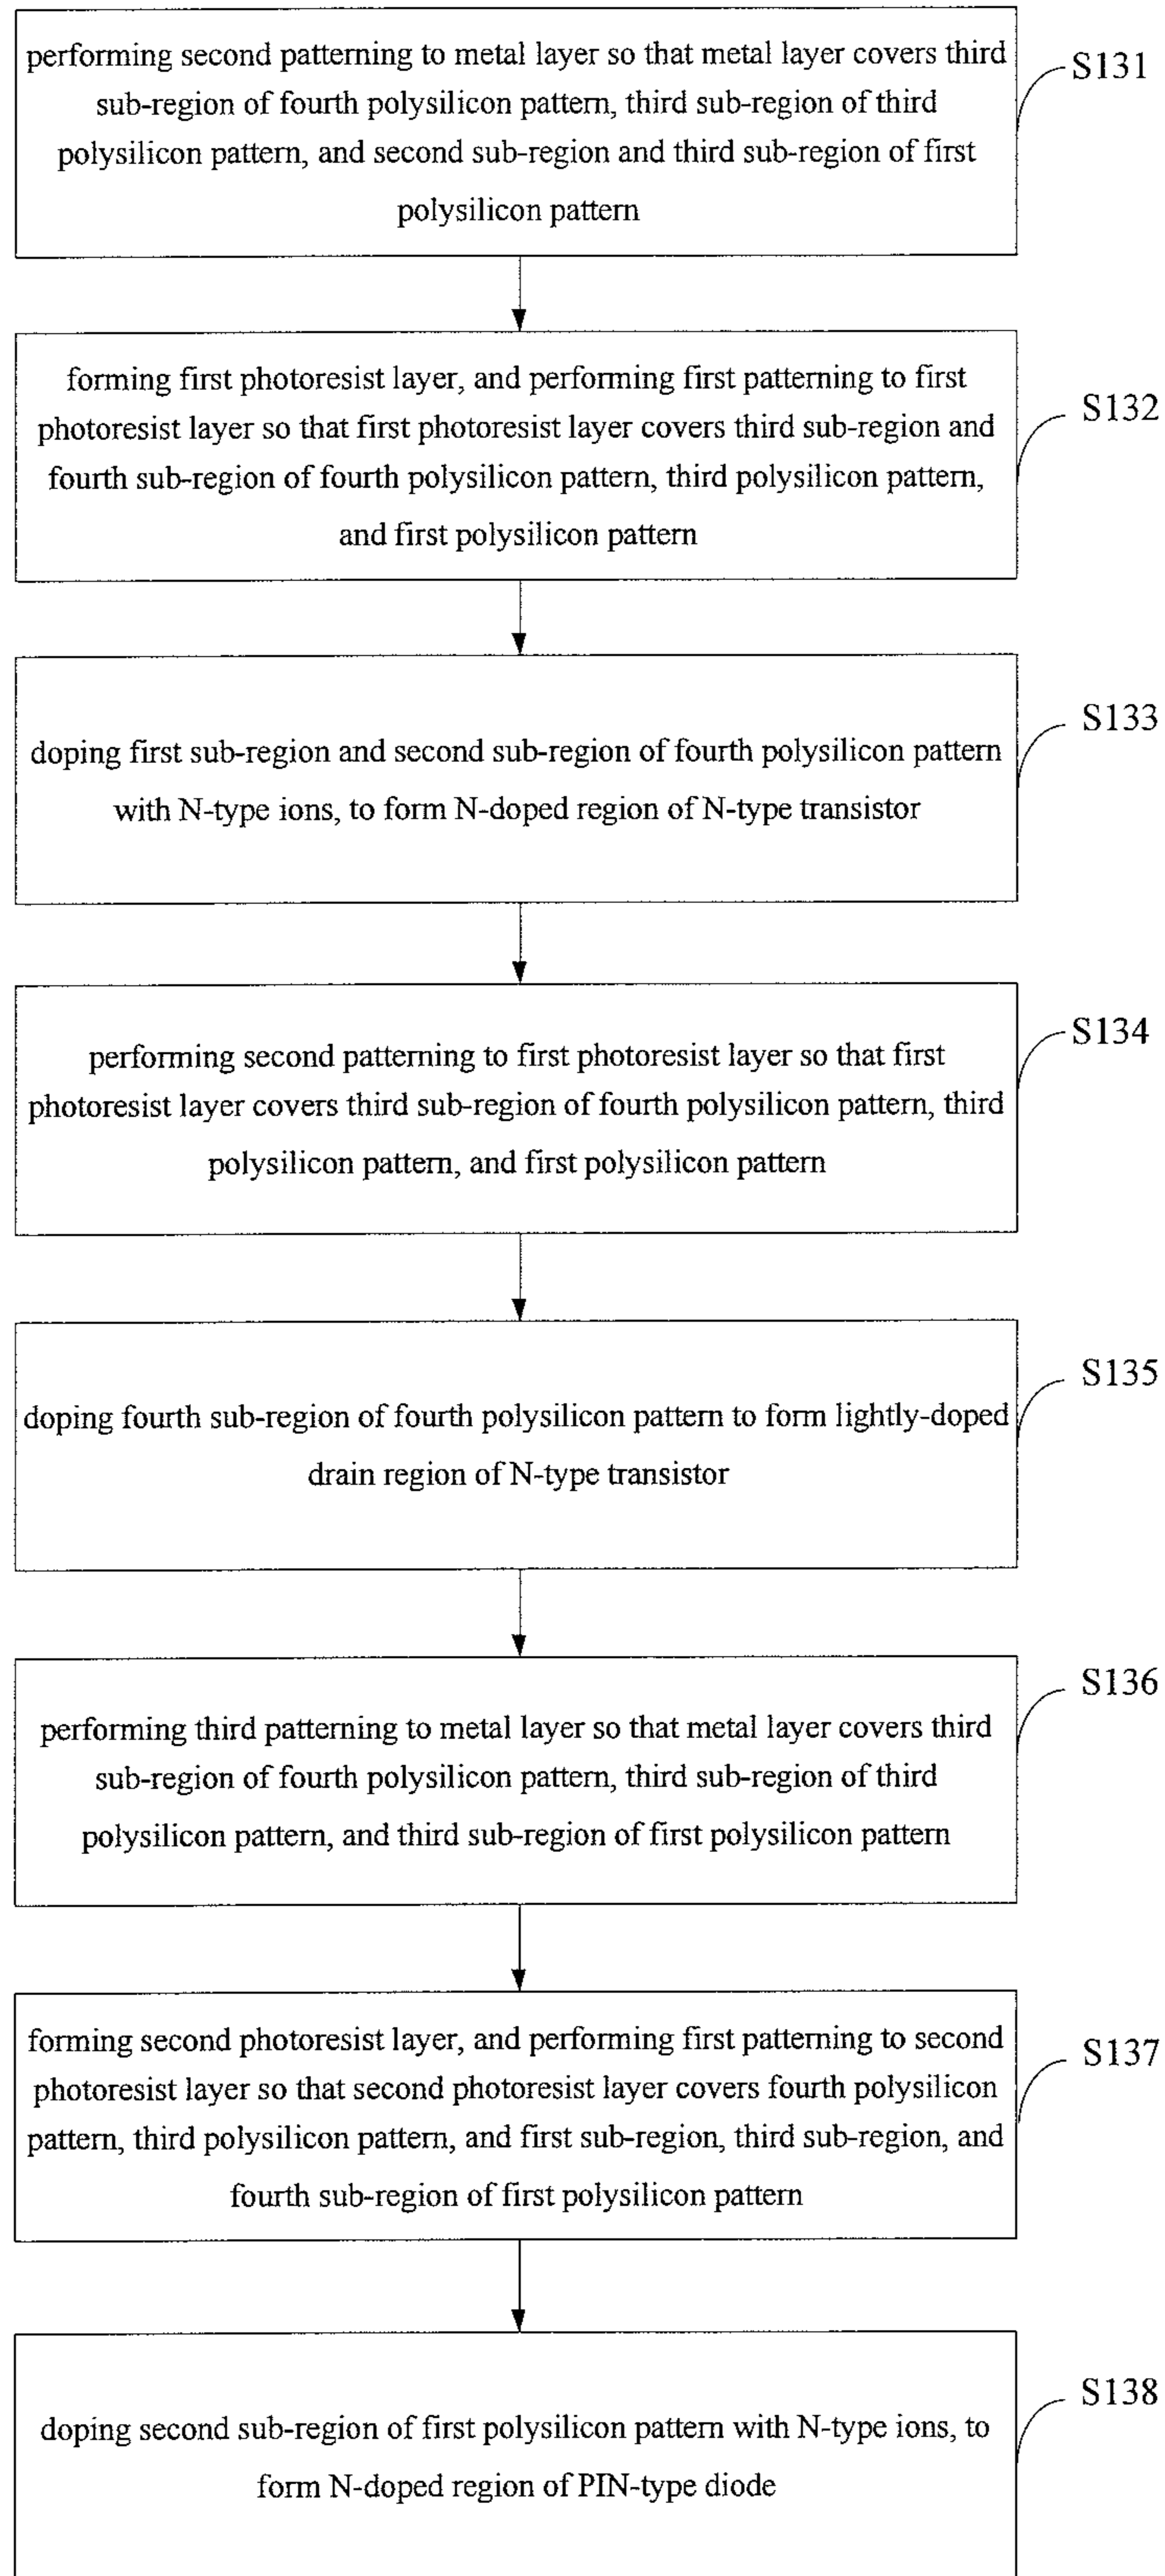 performing second patterning to metal layer so that metal layer covers third
sub-region of fourth polysilicon pattern, third sub-region of third
polysilicon pattern, and second sub-region and third sub-region of first
polysilicon pattern
S131
forming first photoresist layer, and performing first patterning to first
photoresist layer so that first photoresist layer covers third sub-region and
fourth sub-region of fourth polysilicon pattern, third polysilicon pattern,
and first polysilicon pattern
S132
doping first sub-region and second sub-region of fourth polysilicon pattern
with N-type ions, to form N-doped region of N-type transistor
S133
performing second patterning to first photoresist layer so that first
photoresist layer covers third sub-region of fourth polysilicon pattern, third
polysilicon pattern, and first polysilicon pattern
S134
doping fourth sub-region of fourth polysilicon pattern to form lightly-doped
drain region of N-type transistor
S135
performing third patterning to metal layer so that metal layer covers third
sub-region of fourth polysilicon pattern, third sub-region of third
polysilicon pattern, and third sub-region of first polysilicon pattern
S136
forming second photoresist layer, and performing first patterning to second
photoresist layer so that second photoresist layer covers fourth polysilicon
pattern, third polysilicon pattern, and first sub-region, third sub-region, and
fourth sub-region of first polysilicon pattern
S137
doping second sub-region of first polysilicon pattern with N-type ions, to
form N-doped region of PIN-type diode
S138